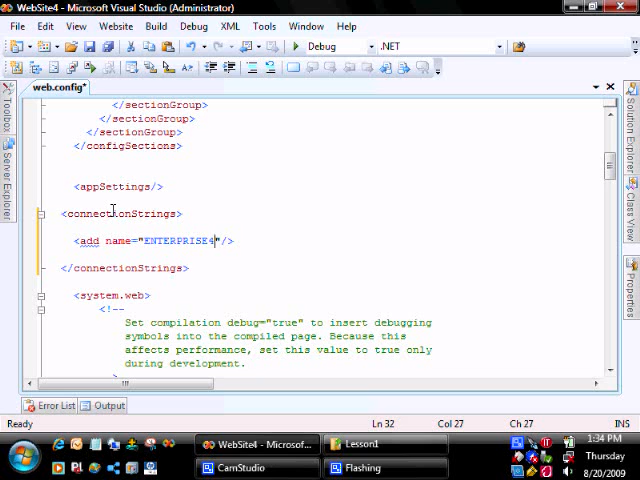 WebSite4 - Microsoft Visual Studio (Administrator)
File Edit View Website Build Debug XML Tools Window Help
Debug .NET
web.config*
Toolbox
Server Explorer
</sectionGroup>
</sectionGroup>
</sectionGroup>
</configSections>
<appSettings/>
<connectionStrings>
<add name="ENTERPRISE4"/>
</connectionStrings>
<system.web>
<!--
Set compilation debug="true" to insert debugging
symbols into the compiled page. Because this
affects performance, set this value to true only
during development.
Solution Explorer
Class View
Properties
Error List Output
Ready Ln 32 Col 27 Ch 27 INS
WebSite4 - Microsof... Lesson1
CamStudio Flashing
1:34 PM
Thursday
8/20/2009